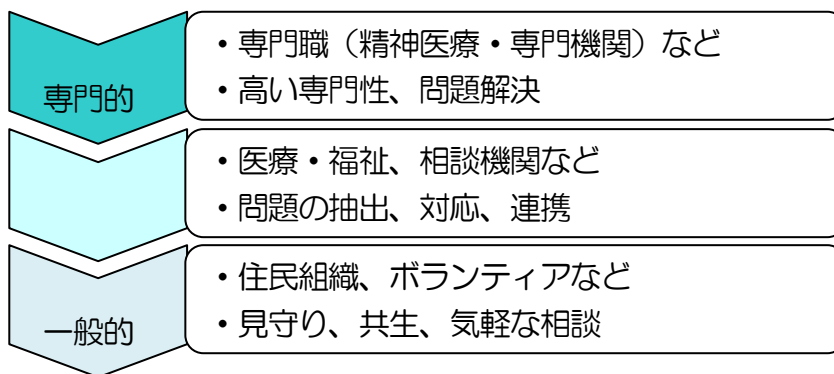 専門的
・専門職（精神医療・専門機関）など
・高い専門性、問題解決
・医療・福祉、相談機関など
・問題の抽出、対応、連携
一般的
・住民組織、ボランティアなど
・見守り、共生、気軽な相談